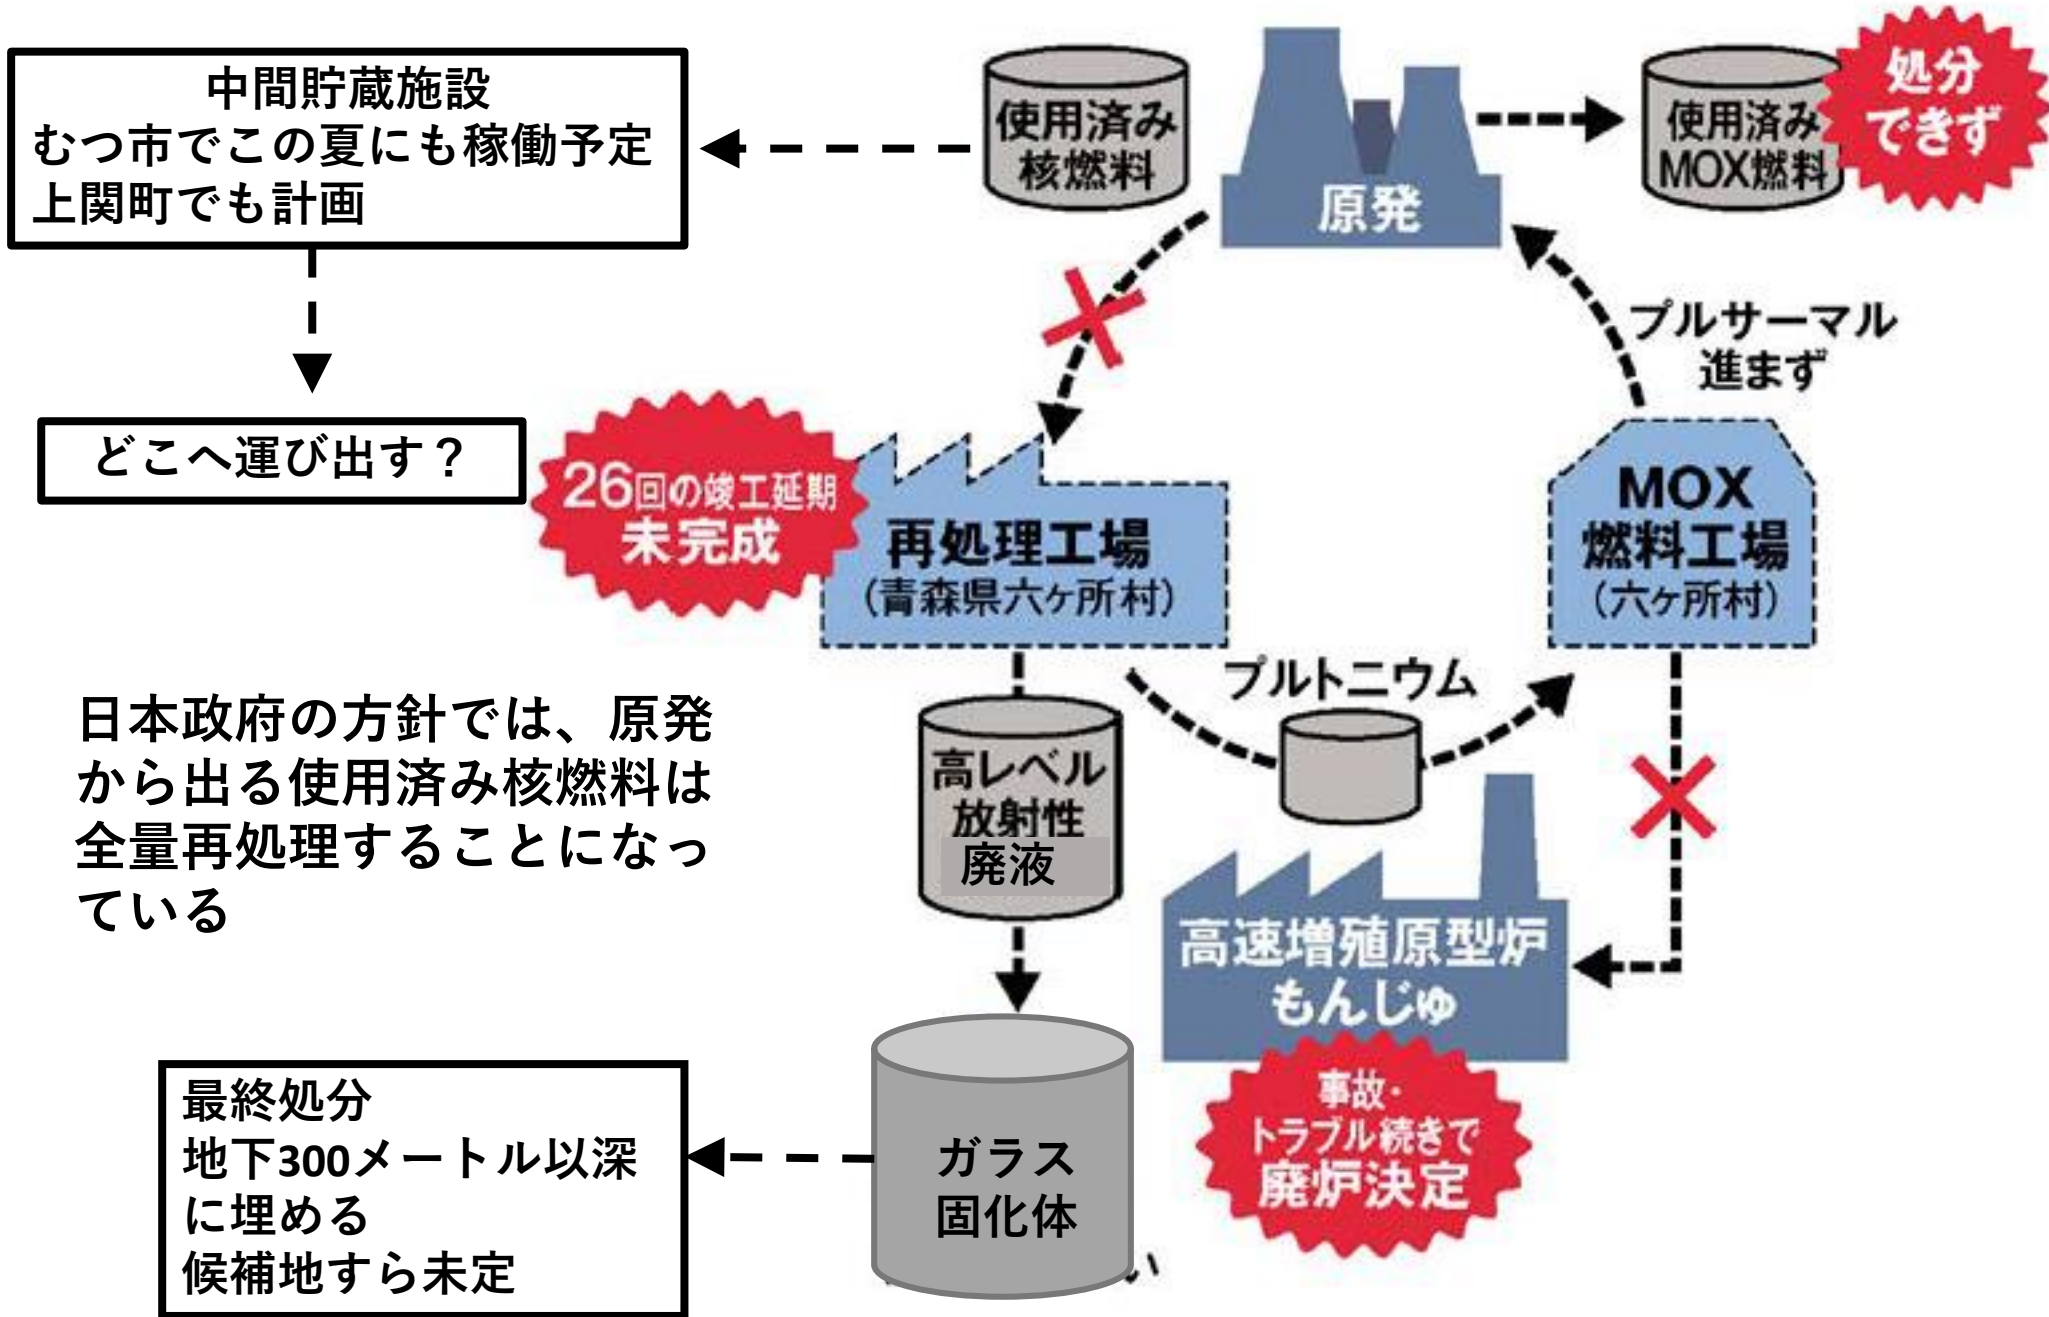 中間貯蔵施設
むつ市でこの夏にも稼働予定
上関町でも計画
使用済み
核燃料
原発
使用済み
MOX燃料
処分
できず
プルサーマル
進まず
どこへ運び出す？
26回の竣工延期
未完成
再処理工場
（青森県六ヶ所村）
MOX
燃料工場
（六ヶ所村）
プルトニウム
日本政府の方針では、原発
から出る使用済み核燃料は
全量再処理することになっ
ている
高レベル
放射性
廃液
高速増殖原型炉
もんじゅ
事故・
トラブル続きで
廃炉決定
ガラス
固化体
最終処分
地下300メートル以深
に埋める
候補地すら未定